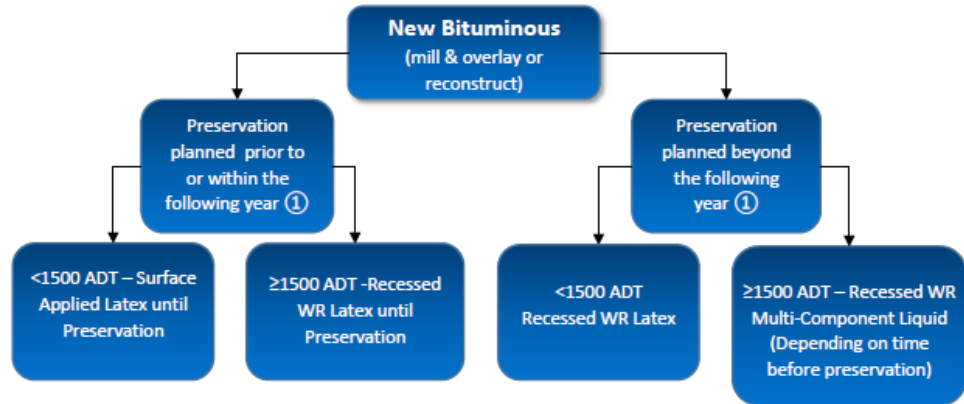 New Bituminous
(mill & overlay or
reconstruct)
Preservation
planned prior to
or within the
following year ①
Preservation
planned beyond
the following
year ①
<1500 ADT – Surface
Applied Latex until
Preservation
≥1500 ADT -Recessed
WR Latex until
Preservation
<1500 ADT
Recessed WR Latex
≥1500 ADT – Recessed WR
Multi-Component Liquid
(Depending on time
before preservation)